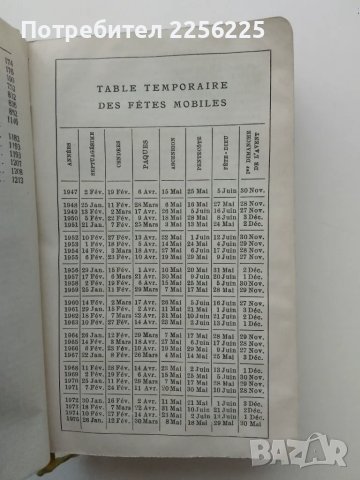 Потребител 2256529
174
176
180
753
812
852
1146
1182
1193
1193
1207
1208
1213
TABLE TEMPORAIRE
DES FÊTES MOBILES
ANNÉES SEPTUAGÉSIME CENDRES PAQUES ASCENSION PENTECÔTE FÊTE-DIEU 1er DIMANCHE DE L'AVENT
1947 2 Fév. 19 Fév. 6 Avr. 15 Mai 25 Mai 5 Juin 30 Nov.
1948 25 Jan. 11 Fév. 28 Mars 6 Mai 16 Mai 27 Mai 28 Nov.
1949 13 Fév. 2 Mars 17 Avr. 26 Mai 5 Juin 16 Juin 27 Nov.
1950 5 Fév. 22 Fév. 9 Avr. 18 Mai 28 Mai 8 Juin 3 Déc.
1951 21 Jan. 7 Fév. 25 Mars 3 Mai 13 Mai 24 Mai 2 Déc.
1952 10 Fév. 27 Fév. 13 Avr. 22 Mai 1 Juin 12 Juin 30 Nov.
1953 1 Fév. 18 Fév. 5 Avr. 14 Mai 24 Mai 4 Juin 29 Nov.
1954 14 Fév. 3 Mars 18 Avr. 27 Mai 6 Juin 17 Juin 28 Nov.
1955 6 Fév. 23 Fév. 10 Avr. 19 Mai 29 Mai 9 Juin 27 Nov.
1956 29 Jan. 15 Fév. 1 Avr. 10 Mai 20 Mai 31 Mai 2 Déc.
1957 17 Fév. 6 Mars 21 Avr. 30 Mai 9 Juin 20 Juin 1 Déc.
1958 2 Fév. 19 Fév. 6 Avr. 15 Mai 25 Mai 5 Juin 30 Nov.
1959 25 Jan. 11 Fév. 29 Mars 7 Mai 17 Mai 28 Mai 29 Nov.
1960 14 Fév. 2 Mars 17 Avr. 26 Mai 5 Juin 16 Juin 27 Nov.
1961 29 Jan. 15 Fév. 2 Avr. 11 Mai 21 Mai 1 Juin 3 Déc.
1962 18 Fév. 7 Mars 22 Avr. 31 Mai 10 Juin 21 Juin 2 Déc.
1963 10 Fév. 27 Fév. 14 Avr. 23 Mai 2 Juin 13 Juin 1 Déc.
1964 26 Jan. 12 Fév. 29 Mars 7 Mai 17 Mai 28 Mai 29 Nov.
1965 14 Fév. 3 Mars 18 Avr. 27 Mai 6 Juin 17 Juin 28 Nov.
1966 6 Fév. 23 Fév. 10 Avr. 19 Mai 29 Mai 9 Juin 27 Nov.
1967 22 Jan. 8 Fév. 26 Mars 4 Mai 14 Mai 25 Mai 3 Déc.
1968 11 Fév. 28 Fév. 14 Avr. 23 Mai 2 Juin 13 Juin 1 Déc.
1969 2 Fév. 19 Fév. 6 Avr. 15 Mai 25 Mai 5 Juin 30 Nov.
1970 25 Jan. 11 Fév. 29 Mars 7 Mai 17 Mai 28 Mai 29 Nov.
1971 7 Fév. 24 Fév. 11 Avr. 20 Mai 30 Mai 10 Juin 28 Nov.
1972 30 Jan. 16 Fév. 2 Avr. 11 Mai 21 Mai 1 Juin 3 Déc.
1973 18 Fév. 7 Mars 22 Avr. 31 Mai 10 Juin 21 Juin 2 Déc.
1974 10 Fév. 27 Fév. 14 Avr. 23 Mai 2 Juin 13 Juin 1 Déc.
1975 26 Jan. 12 Fév. 30 Mars 8 Mai 18 Mai 29 Mai 30
BAZAR
.bg